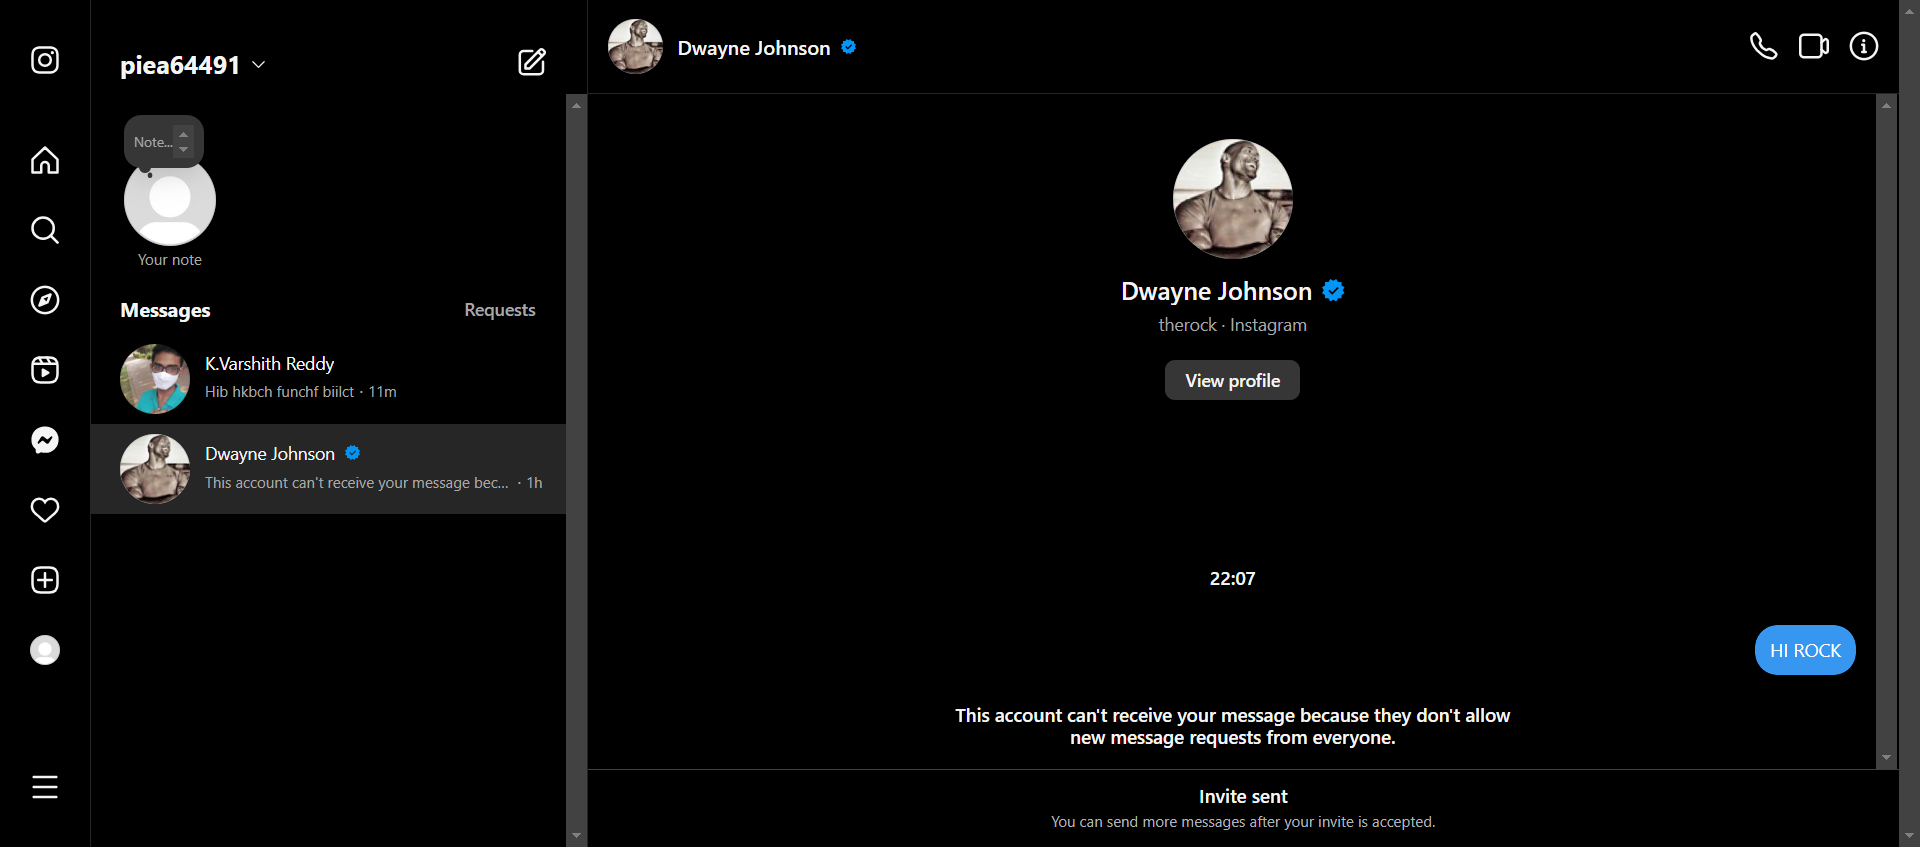 piea64491
Note...
Your note
Messages
Requests
K.Varshith Reddy
Hib hkbch funchf biilct · 11m
Dwayne Johnson
This account can't receive your message bec... · 1h
Dwayne Johnson
Dwayne Johnson
therock · Instagram
View profile
22:07
HI ROCK
This account can't receive your message because they don't allow
new message requests from everyone.
Invite sent
You can send more messages after your invite is accepted.